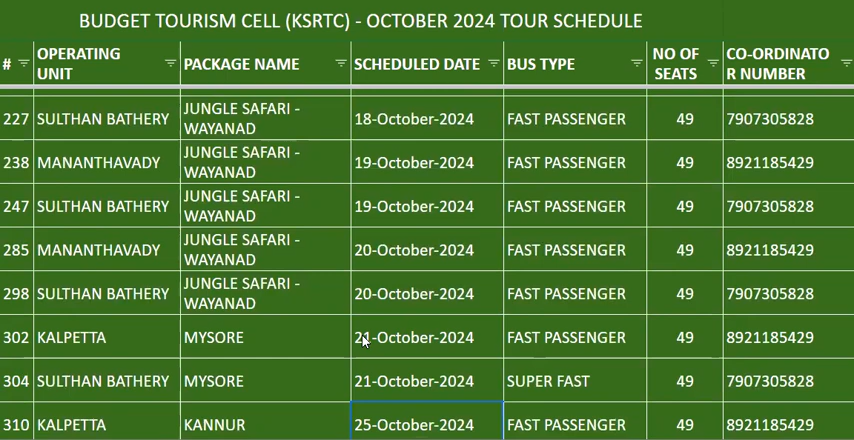 BUDGET TOURISM CELL (KSRTC) - OCTOBER 2024 TOUR SCHEDULE
# OPERATING UNIT PACKAGE NAME SCHEDULED DATE BUS TYPE NO OF SEATS CO-ORDINATOR NUMBER
227 SULTHAN BATHERY JUNGLE SAFARI - WAYANAD 18-October-2024 FAST PASSENGER 49 7907305828
238 MANANTHAVADY JUNGLE SAFARI - WAYANAD 19-October-2024 FAST PASSENGER 49 8921185429
247 SULTHAN BATHERY JUNGLE SAFARI - WAYANAD 19-October-2024 FAST PASSENGER 49 7907305828
285 MANANTHAVADY JUNGLE SAFARI - WAYANAD 20-October-2024 FAST PASSENGER 49 8921185429
298 SULTHAN BATHERY JUNGLE SAFARI - WAYANAD 20-October-2024 FAST PASSENGER 49 7907305828
302 KALPETTA MYSORE 21-October-2024 FAST PASSENGER 49 8921185429
304 SULTHAN BATHERY MYSORE 21-October-2024 SUPER FAST 49 7907305828
310 KALPETTA KANNUR 25-October-2024 FAST PASSENGER 49 8921185429